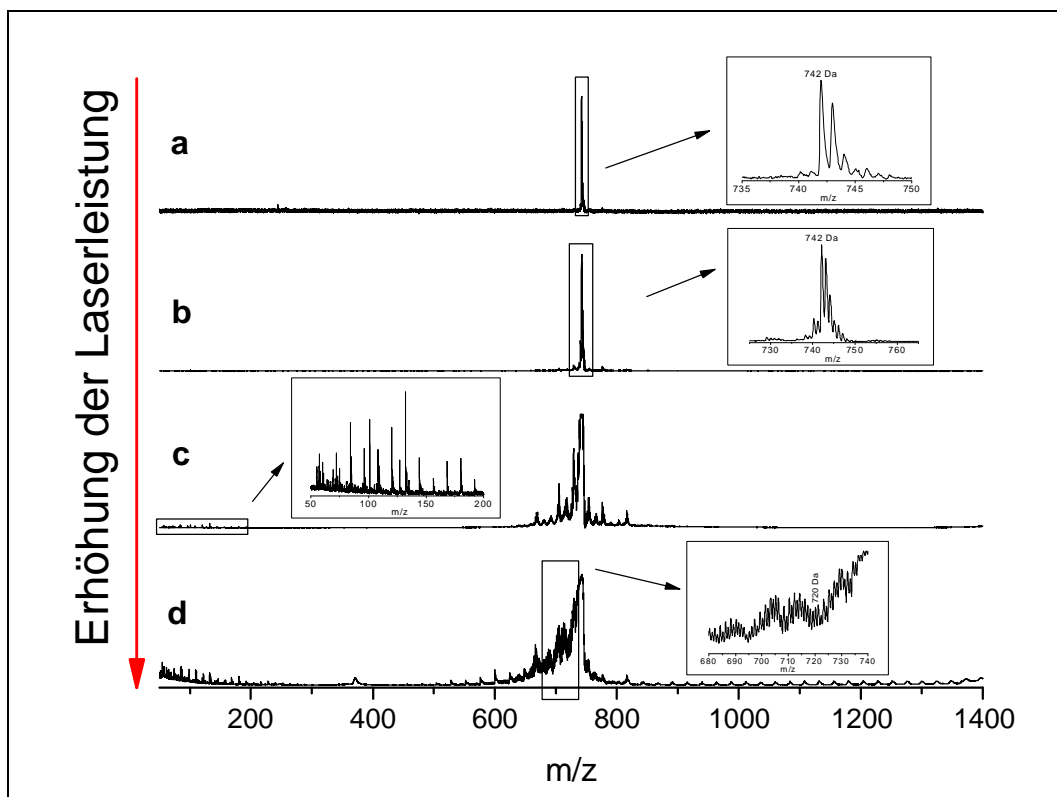 Erhöhung der Laserleistung
a
742 Da
735 740 745 750
m/z
b
742 Da
730 740 750 760
m/z
c
50 100 150 200
m/z
d
720 Da
680 690 700 710 720 730 740
m/z
200 400 600 800 1000 1200 1400
m/z